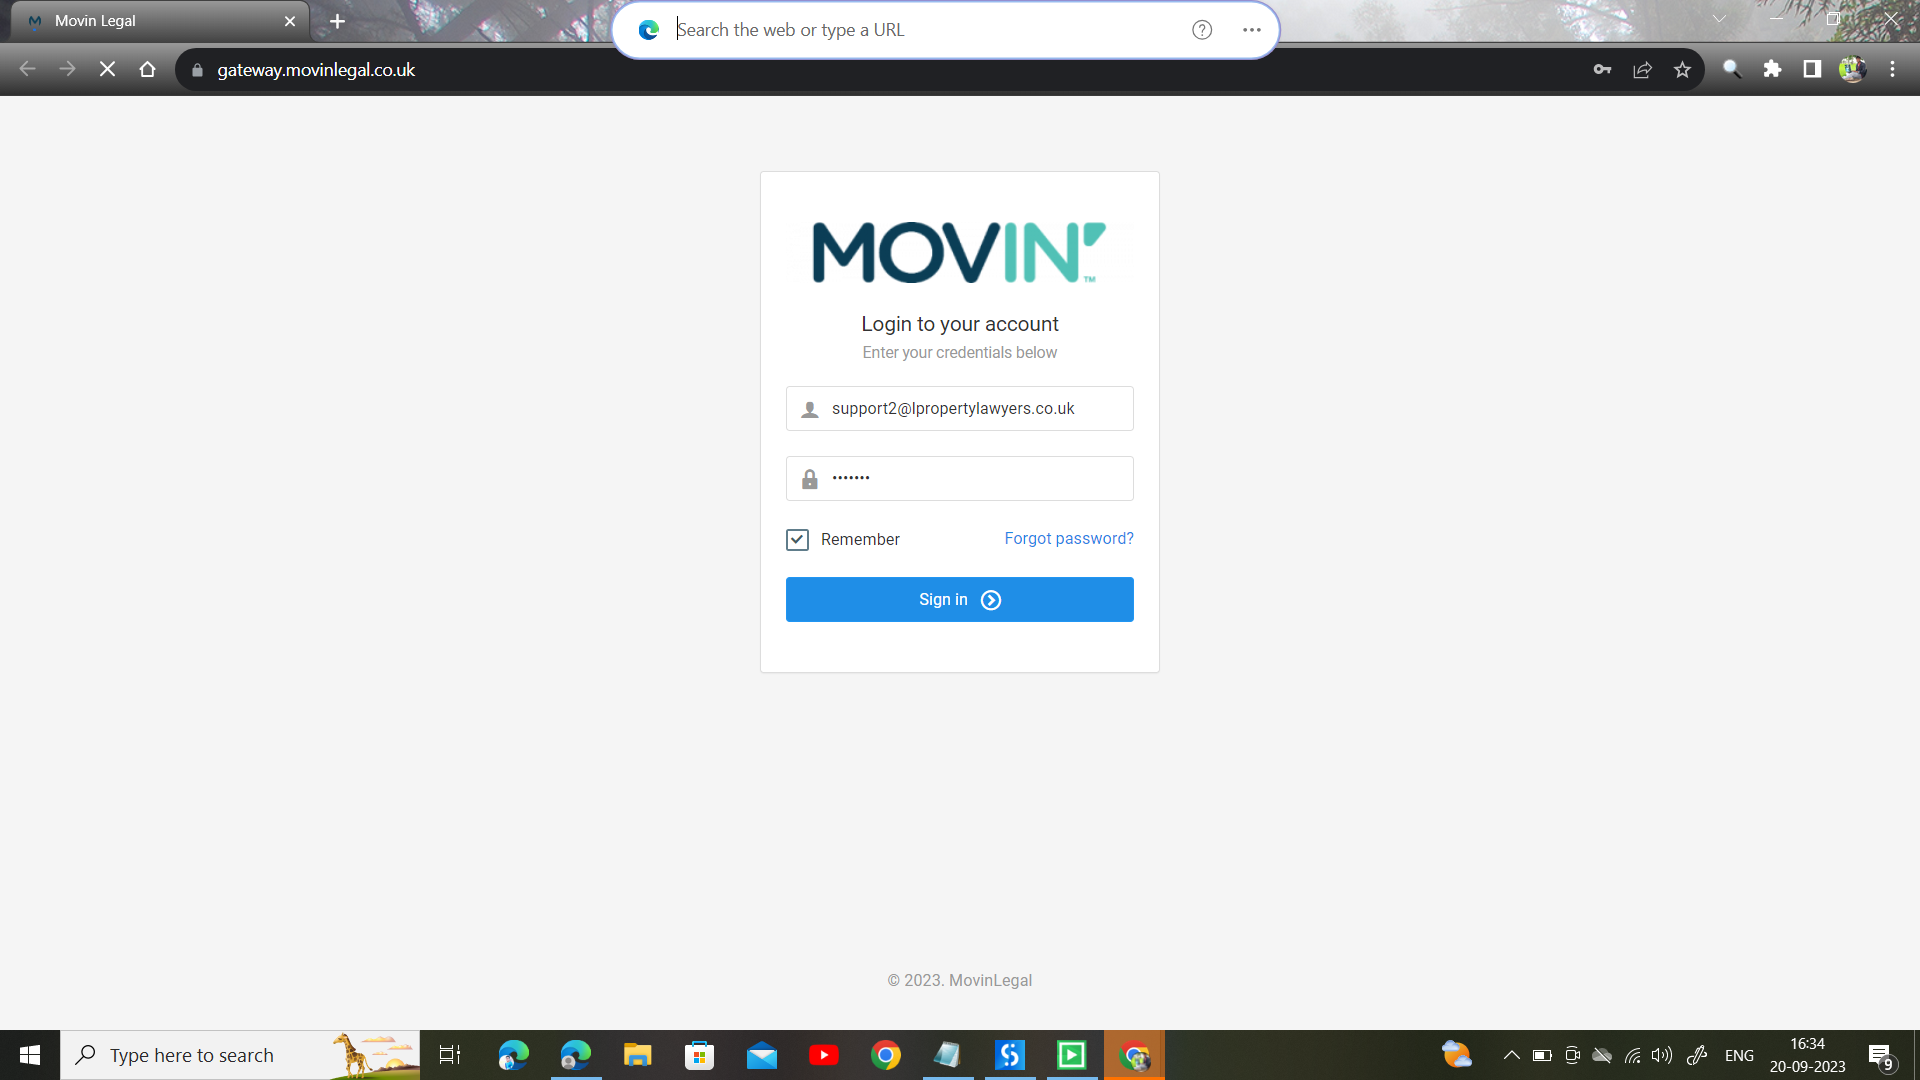 Movin Legal
Search the web or type a URL
gateway.movinlegal.co.uk
MOVIN
TM
Login to your account
Enter your credentials below
support2@lpropertylawyers.co.uk
•••••••
Remember
Forgot password?
Sign in
© 2023. MovinLegal
Type here to search
ENG
16:34
20-09-2023
9